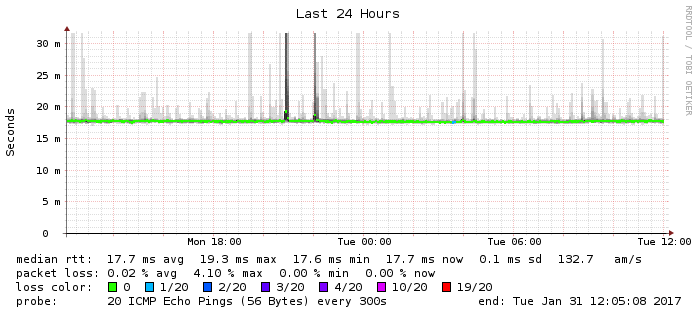 Last 24 Hours
RRDTOOL / TOBI OETIKER
Seconds
30 m
25 m
20 m
15 m
10 m
5 m
0
Mon 18:00 Tue 00:00 Tue 06:00 Tue 12:00
median rtt: 17.7 ms avg 19.3 ms max 17.6 ms min 17.7 ms now 0.1 ms sd 132.7 am/s
packet loss: 0.02 % avg 4.10 % max 0.00 % min 0.00 % now
loss color: 0 1/20 2/20 3/20 4/20 10/20 19/20
probe: 20 ICMP Echo Pings (56 Bytes) every 300s end: Tue Jan 31 12:05:08 2017